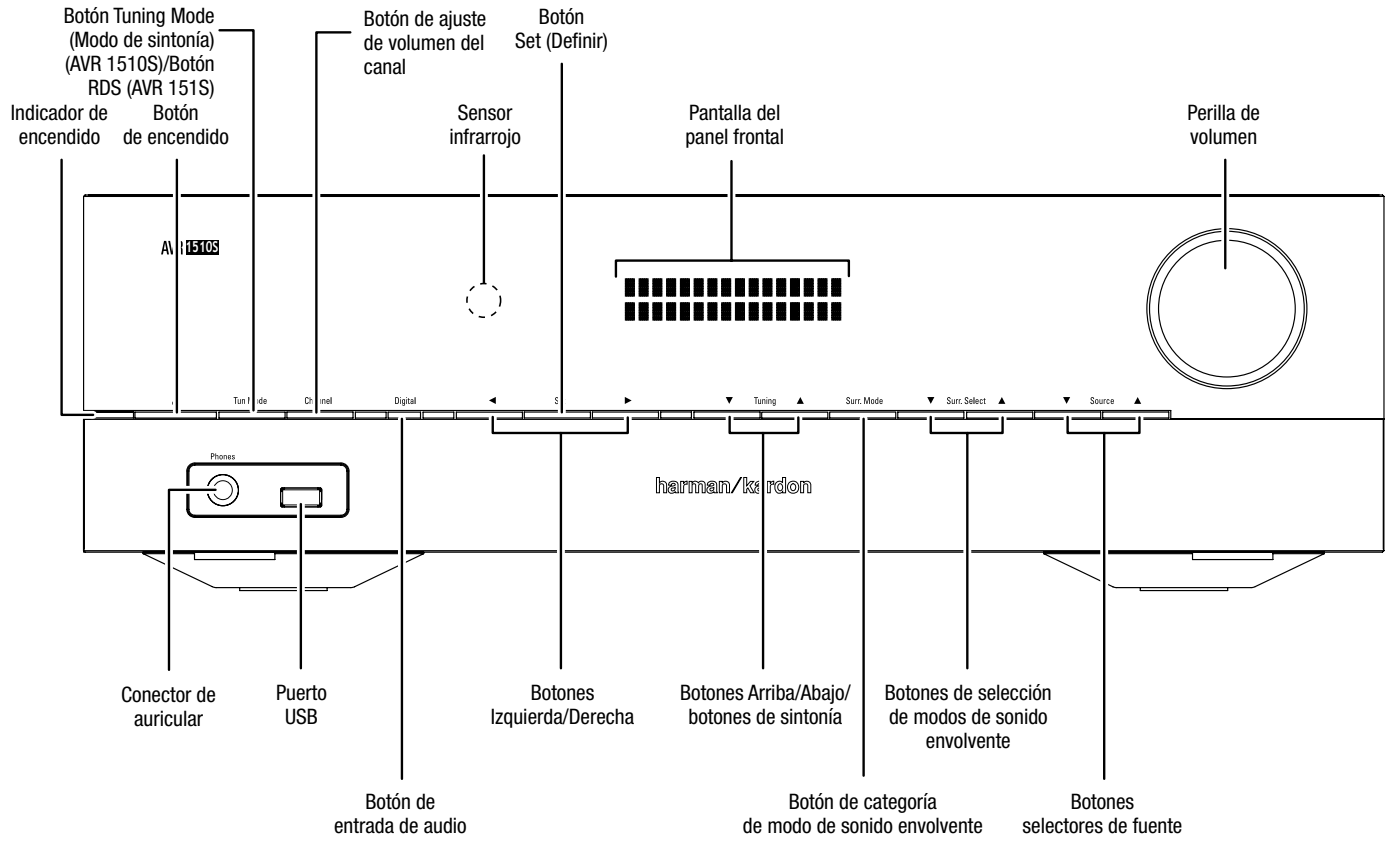 Botón Tuning Mode
(Modo de sintonía)
(AVR 1510S)/Botón
RDS (AVR 151S)
Botón de ajuste
de volumen del
canal
Botón
Set (Definir)
Indicador de
encendido
Botón
de encendido
Sensor
infrarrojo
Pantalla del
panel frontal
Perilla de
volumen
1510S
Digital
Tuning
Surr. Mode
Surr. Select
Source
Phones
harman/kardon
Conector de
auricular
Puerto
USB
Botones
Izquierda/Derecha
Botones Arriba/Abajo/
botones de sintonía
Botones de selección
de modos de sonido
envolvente
Botón de
entrada de audio
Botón de categoría
de modo de sonido envolvente
Botones
selectores de fuente